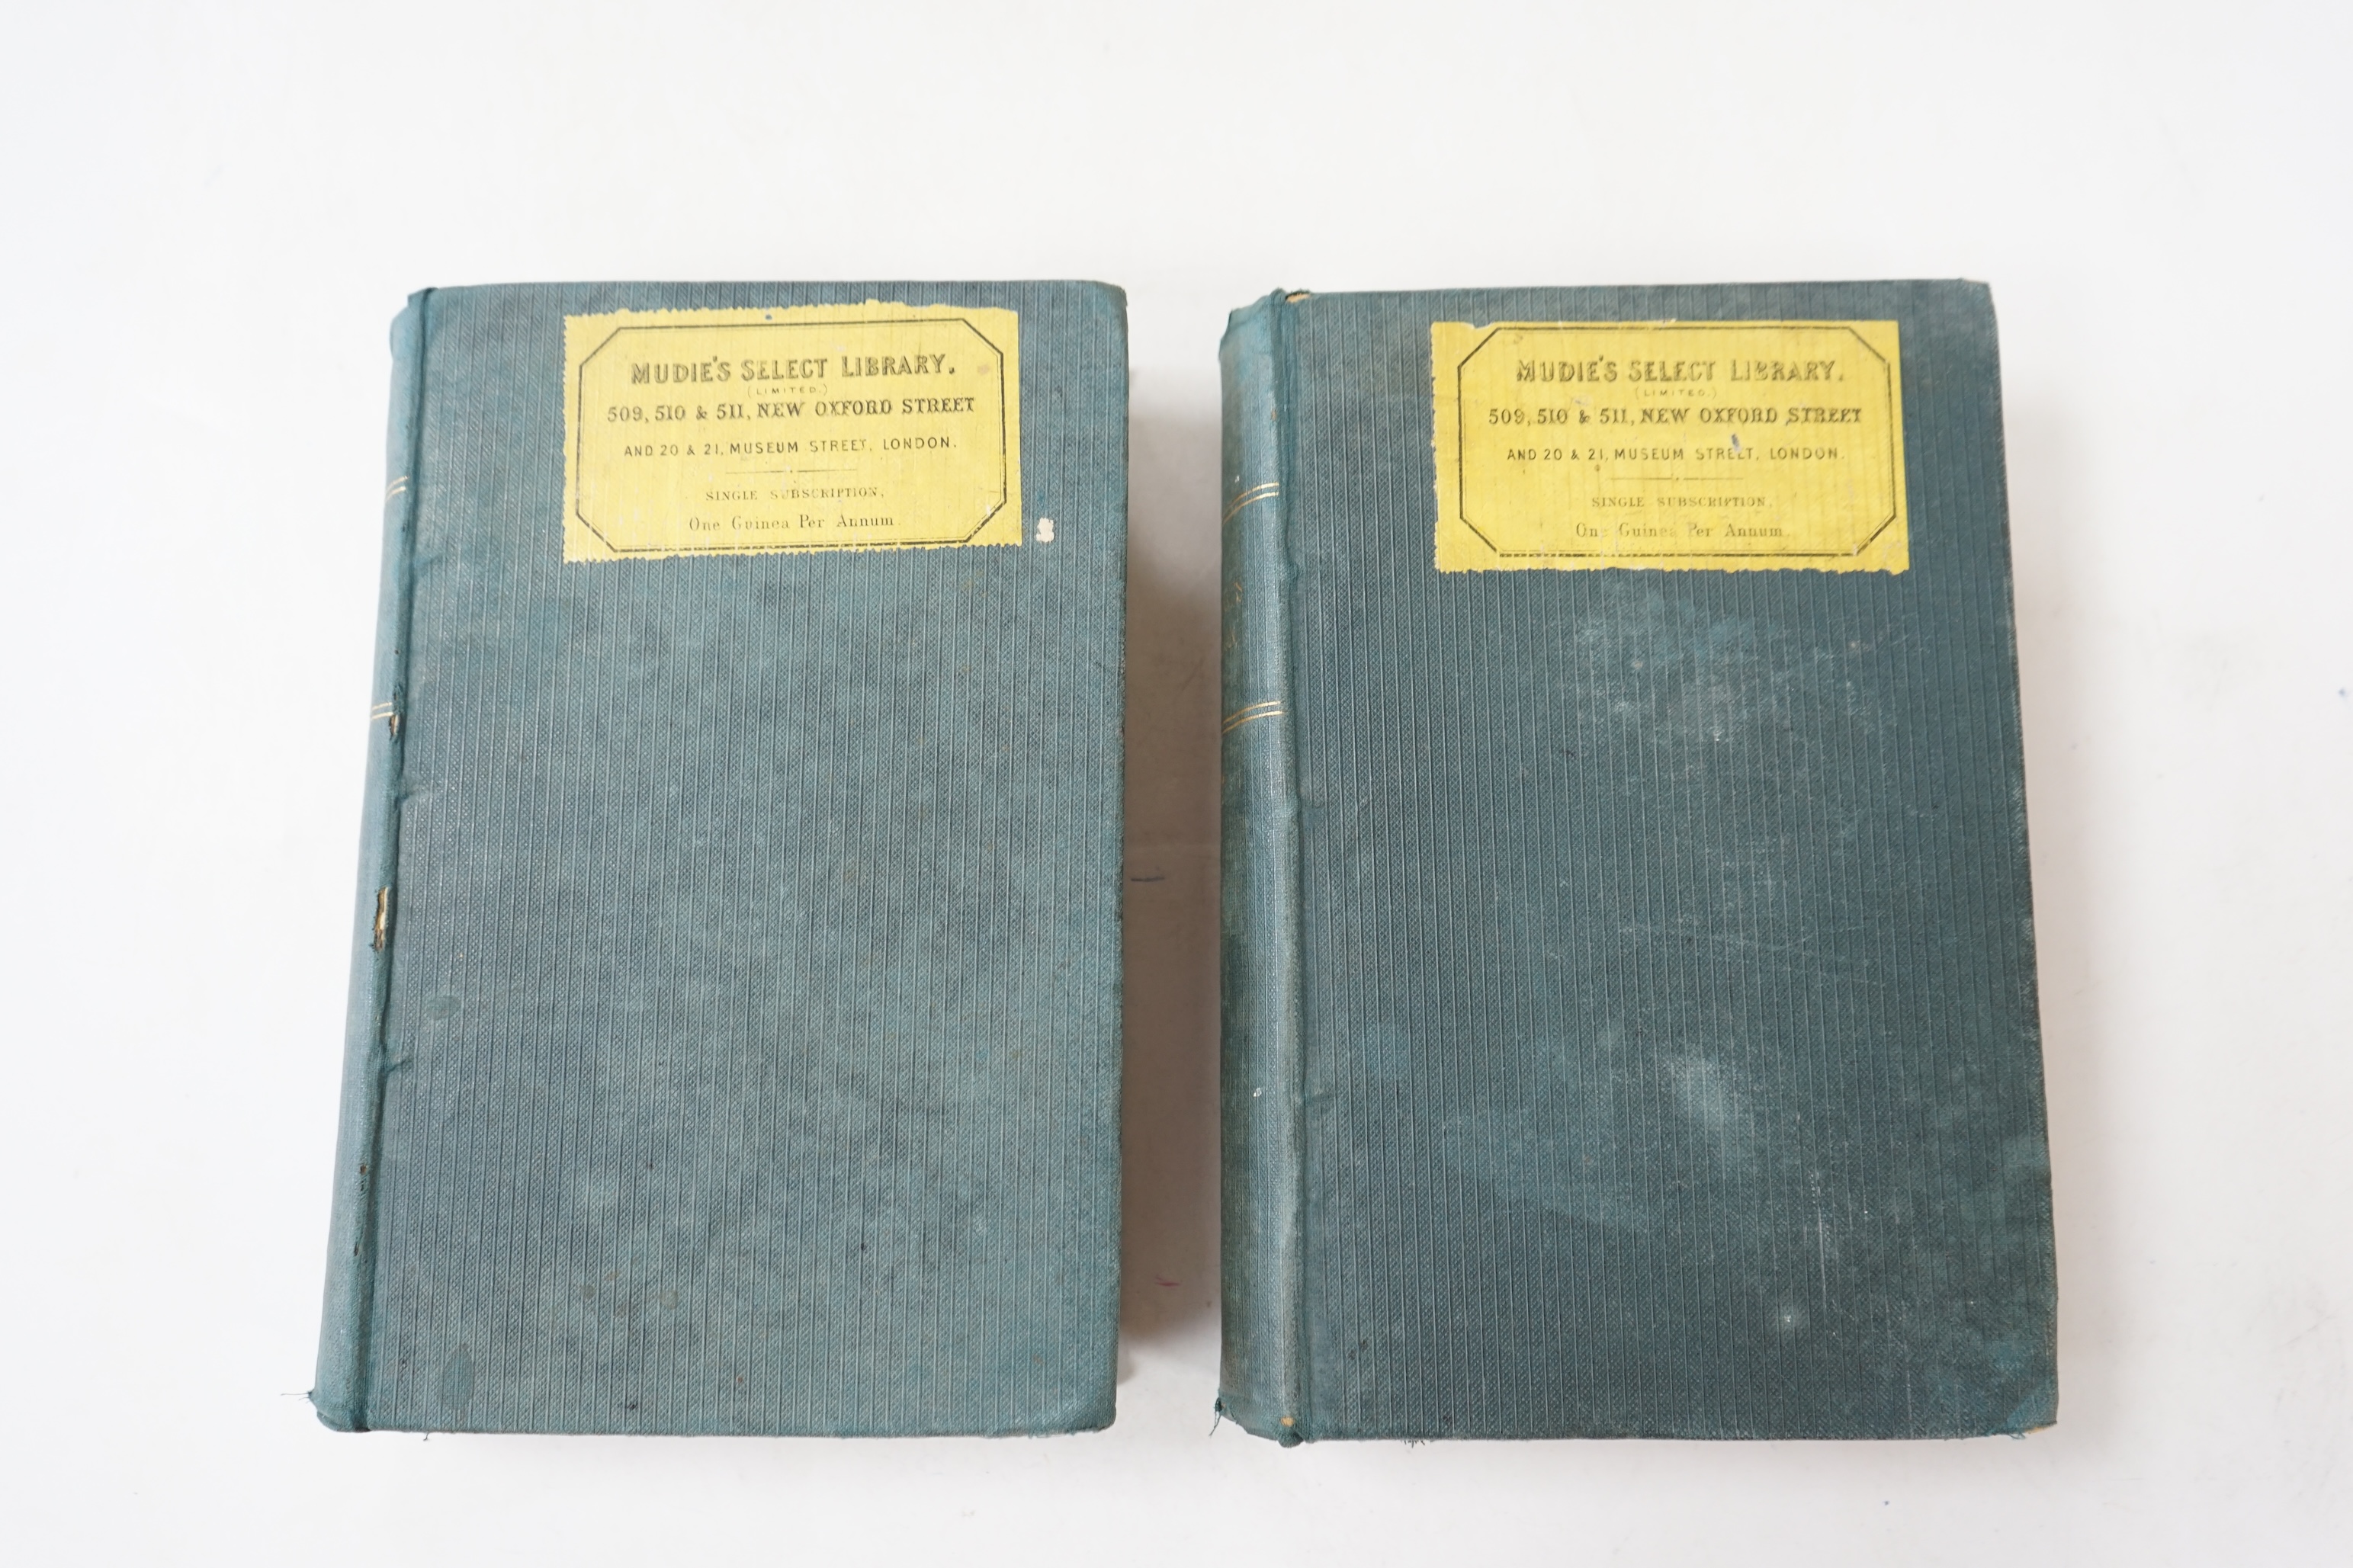 MUDIE'S SELECT LIBRARY.
(LIMITED.)
509, 510 & 511, NEW OXFORD STREET
AND 20 & 21, MUSEUM STREET, LONDON.
SINGLE SUBSCRIPTION,
One Guinea Per Annum.
MUDIE'S SELECT LIBRARY.
(LIMITED.)
509, 510 & 511, NEW OXFORD STREET
AND 20 & 21, MUSEUM STREET, LONDON.
SINGLE SUBSCRIPTION,
One Guinea Per Annum.